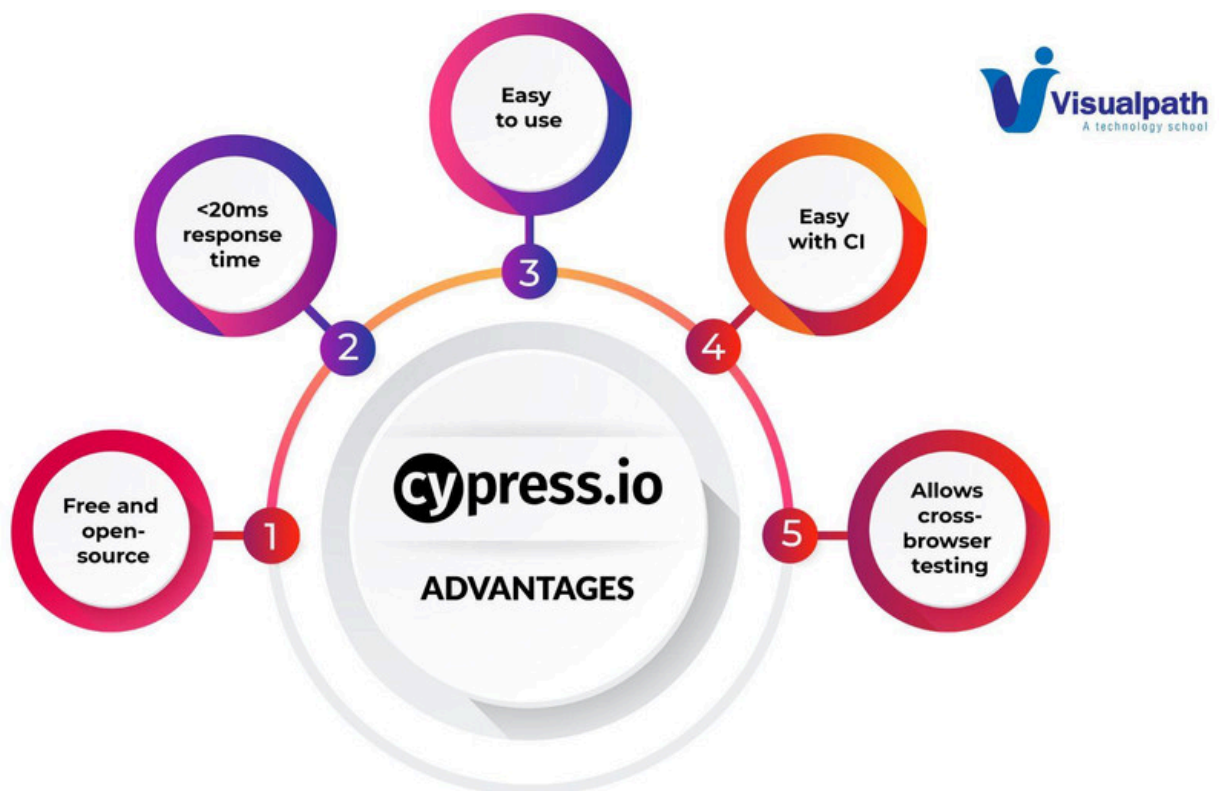 Visualpath
A technology school
Free and
open-
source
1
<20ms
response
time
2
Easy
to use
3
Easy
with CI
4
Allows
cross-
browser
testing
5
cypress.io
ADVANTAGES